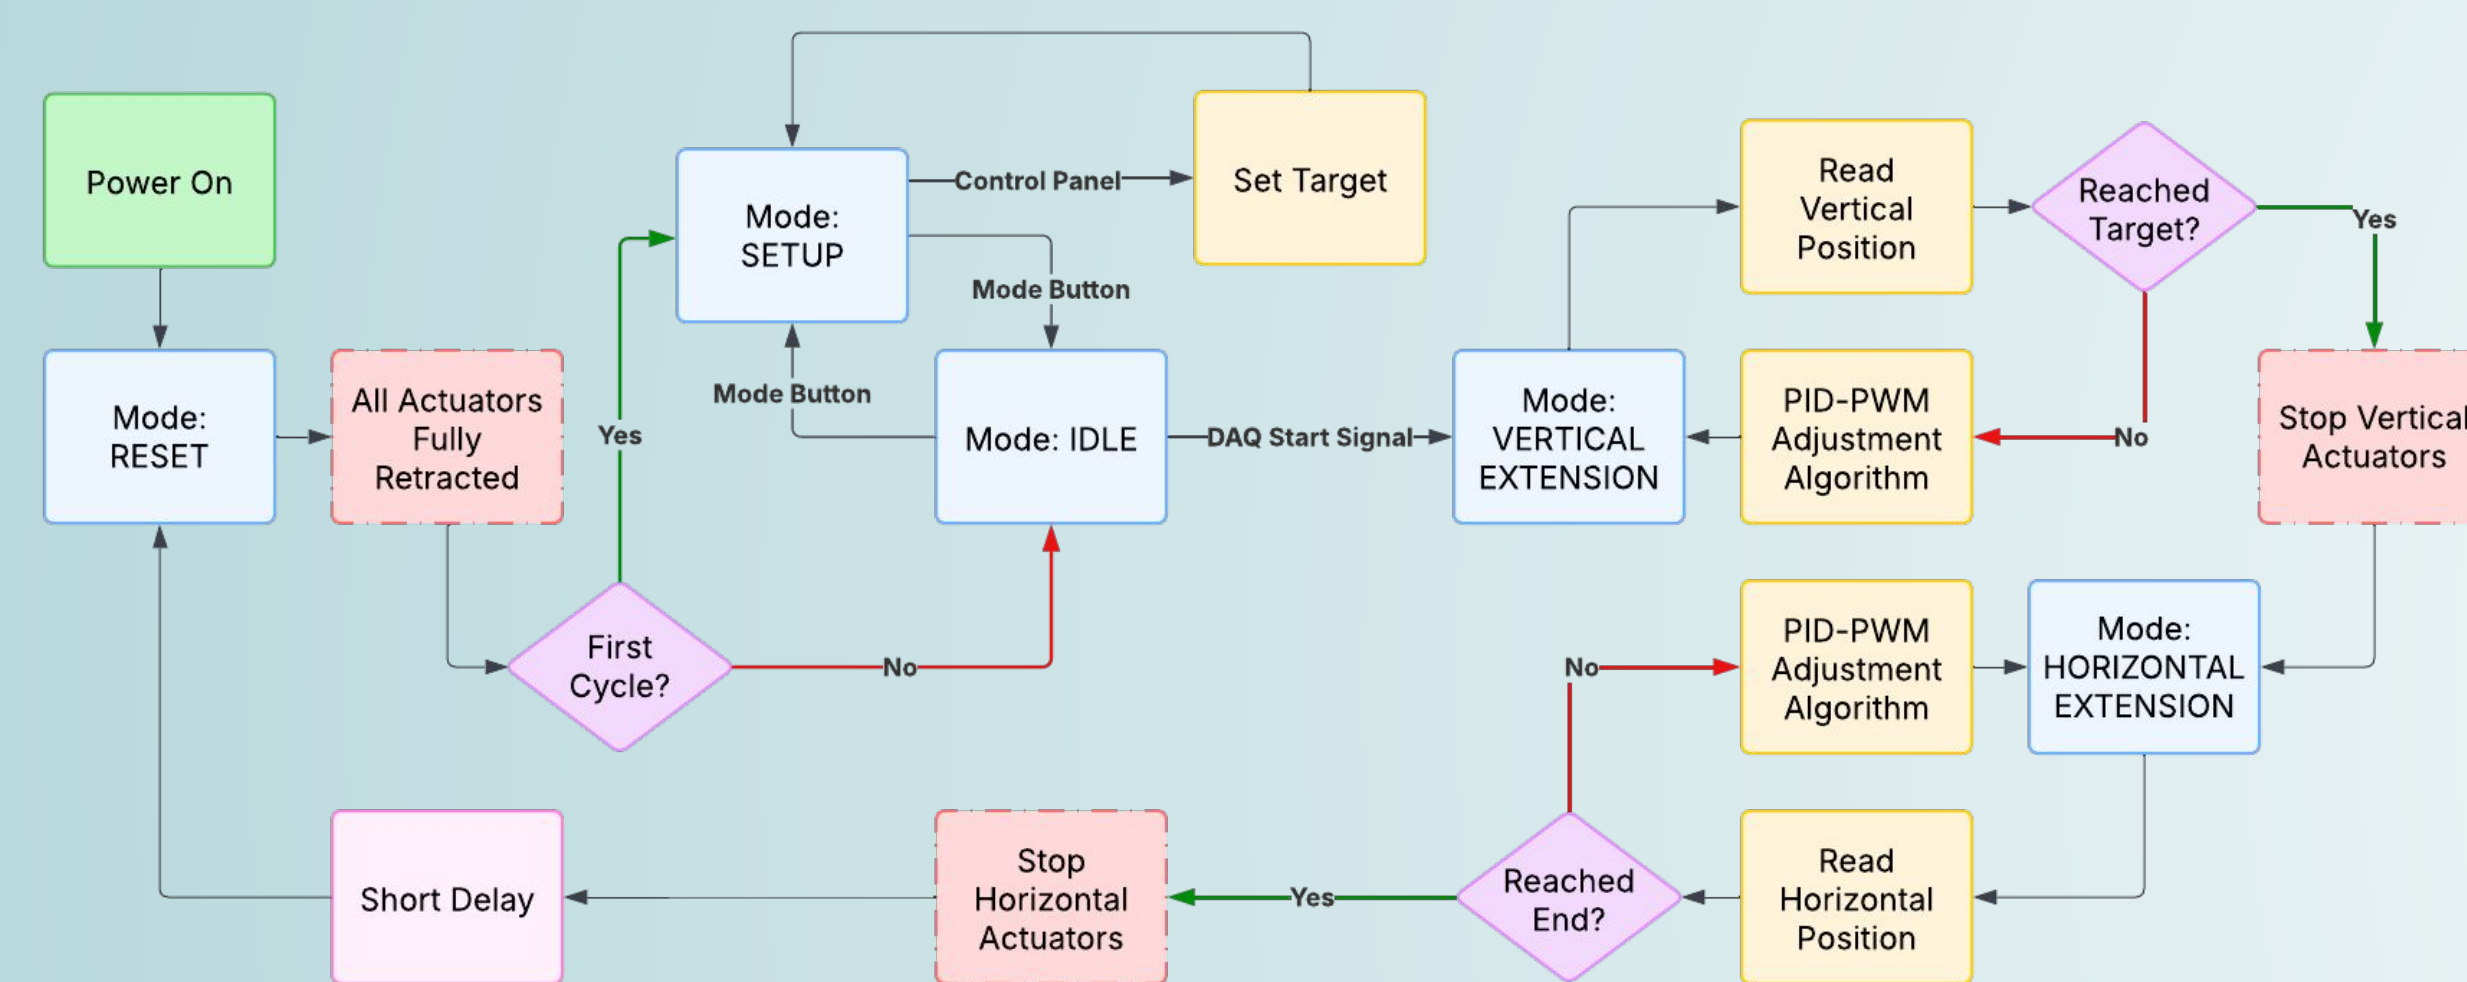 Power On
Mode:
RESET
All Actuators
Fully
Retracted
First
Cycle?
Yes
No
Mode:
SETUP
Control Panel
Set Target
Mode Button
Mode Button
Mode: IDLE
DAQ Start Signal
Mode:
VERTICAL
EXTENSION
Read
Vertical
Position
Reached
Target?
Yes
No
PID-PWM
Adjustment
Algorithm
Stop Vertical
Actuators
Mode:
HORIZONTAL
EXTENSION
PID-PWM
Adjustment
Algorithm
No
Read
Horizontal
Position
Reached
End?
Yes
Stop
Horizontal
Actuators
Short Delay